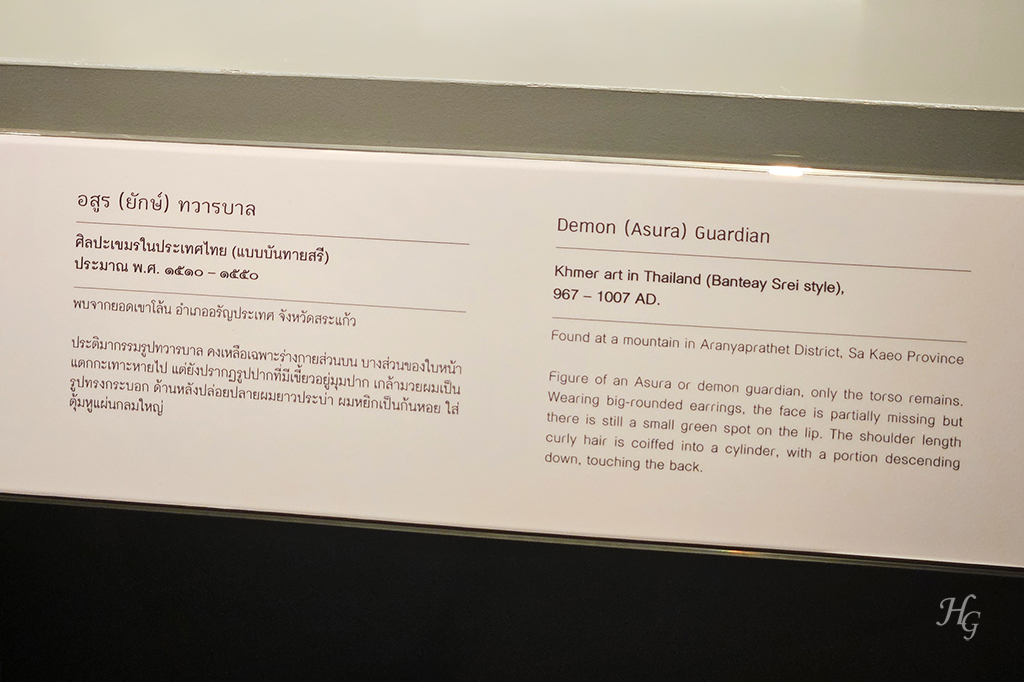 อสูร (ยักษ์) ทวารบาล
ศิลปะเขมรในประเทศไทย (แบบบันทายสรี)
ประมาณ พ.ศ. ๑๕๑๐ – ๑๕๕๐
พบจากยอดเขาโล้น อำเภออรัญประเทศ จังหวัดสระแก้ว
ประติมากรรมรูปทวารบาล คงเหลือเฉพาะร่างกายส่วนบน บางส่วนของใบหน้า
แตกกะเทาะหายไป แต่ยังปรากฏรูปปากที่มีเขี้ยวอยู่มุมปาก เกล้ามวยผมเป็น
รูปทรงกระบอก ด้านหลังปล่อยปลายผมยาวประบ่า ผมหยิกเป็นก้นหอย ใส่
ตุ้มหูแผ่นกลมใหญ่
Demon (Asura) Guardian
Khmer art in Thailand (Banteay Srei style),
967 – 1007 AD.
Found at a mountain in Aranyaprathet District, Sa Kaeo Province
Figure of an Asura or demon guardian, only the torso remains.
Wearing big-rounded earrings, the face is partially missing but
there is still a small green spot on the lip. The shoulder length
curly hair is coiffed into a cylinder, with a portion descending
down, touching the back.
HG